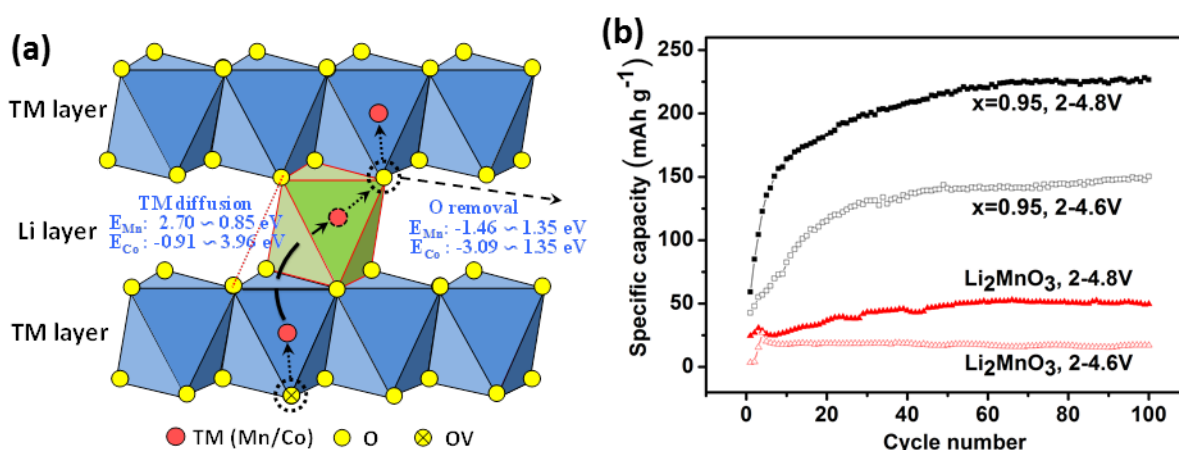 (a)
TM layer
Li layer
TM layer
TM diffusion
E_Mn: 2.70 ~ 0.85 eV
E_Co: -0.91 ~ 3.96 eV
O removal
E_Mn: -1.46 ~ 1.35 eV
E_Co: -3.09 ~ 1.35 eV
TM (Mn/Co)
O
OV
(b)
Specific capacity (mAh g⁻¹)
250
200
150
100
50
0
x=0.95, 2-4.8V
x=0.95, 2-4.6V
Li₂MnO₃, 2-4.8V
Li₂MnO₃, 2-4.6V
0 20 40 60 80 100
Cycle number